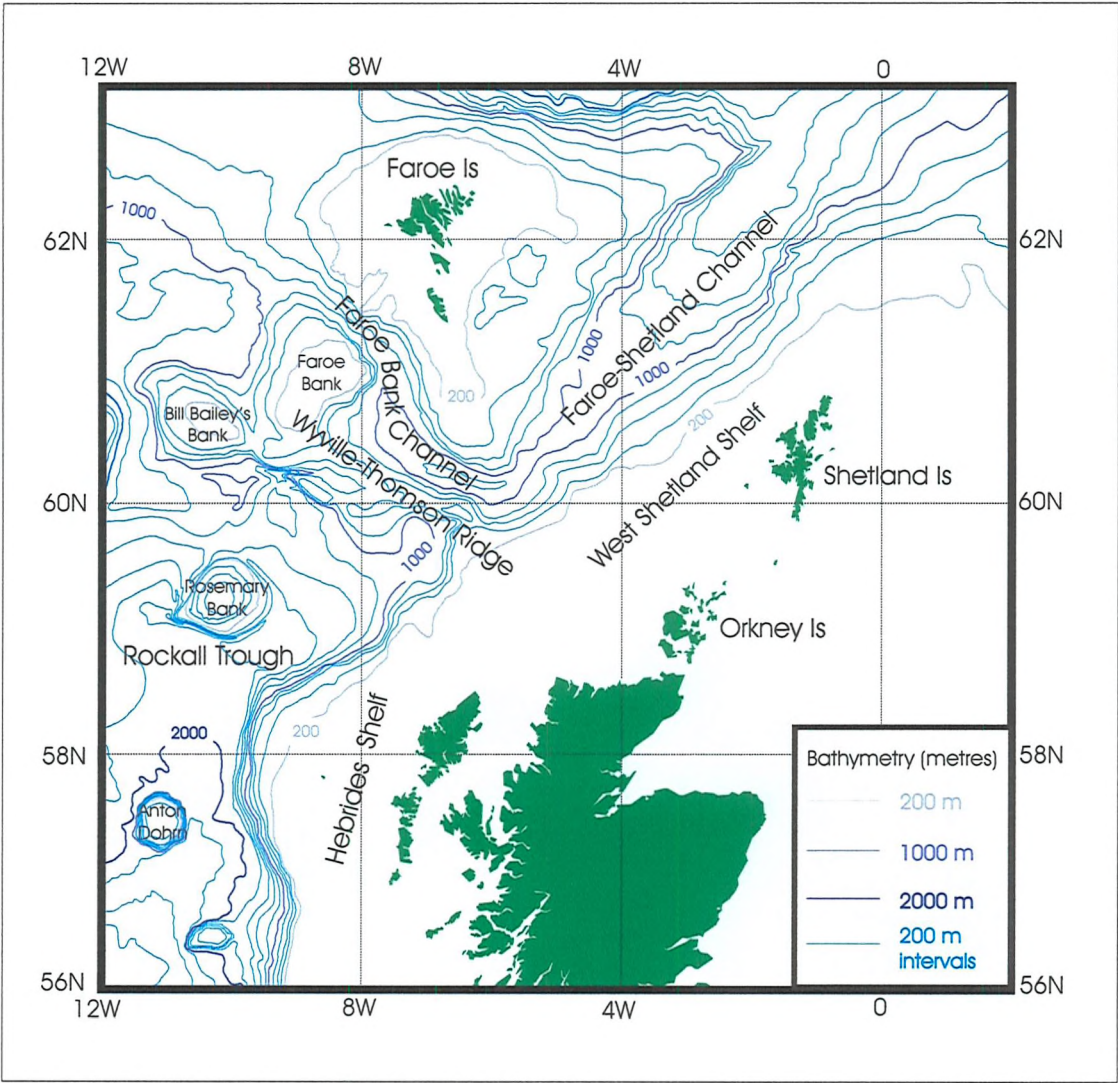 12W 8W 4W 0
Faroe Is
1000
62N 62N
Faroe Bank Channel
Faroe-Shetland Channel
1000
Faroe
Bank
1000
200
Bill Bailey's
Bank
200
Wyville-Thomson Ridge
West Shetland Shelf
Shetland Is
60N 60N
1000
Rosemary
Bank
Orkney Is
Rockall Trough
2000
200
Hebrides Shelf
58N 58N
Bathymetry (metres)
200 m
1000 m
2000 m
200 m
intervals
Anton
Dohrn
56N 56N
12W 8W 4W 0